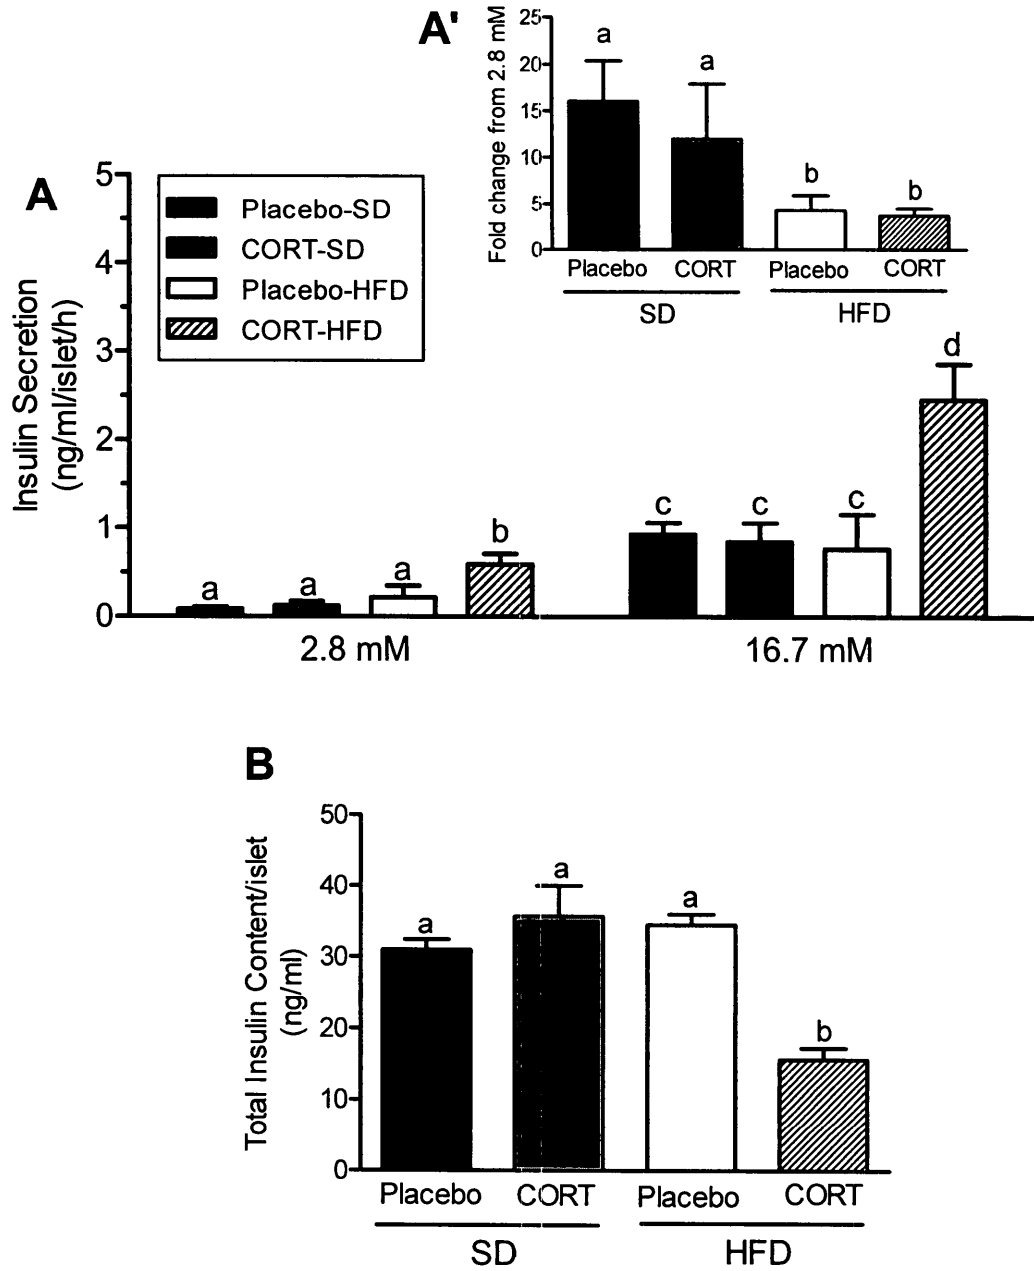 A'
Fold change from 2.8 mM
25
20
15
10
5
0
a
a
b
b
Placebo
CORT
Placebo
CORT
SD
HFD
A
Insulin Secretion
(ng/ml/islet/h)
5
4
3
2
1
0
Placebo-SD
CORT-SD
Placebo-HFD
CORT-HFD
a
a
a
b
c
c
c
d
2.8 mM
16.7 mM
B
Total Insulin Content/islet
(ng/ml)
50
40
30
20
10
0
a
a
a
b
Placebo
CORT
Placebo
CORT
SD
HFD